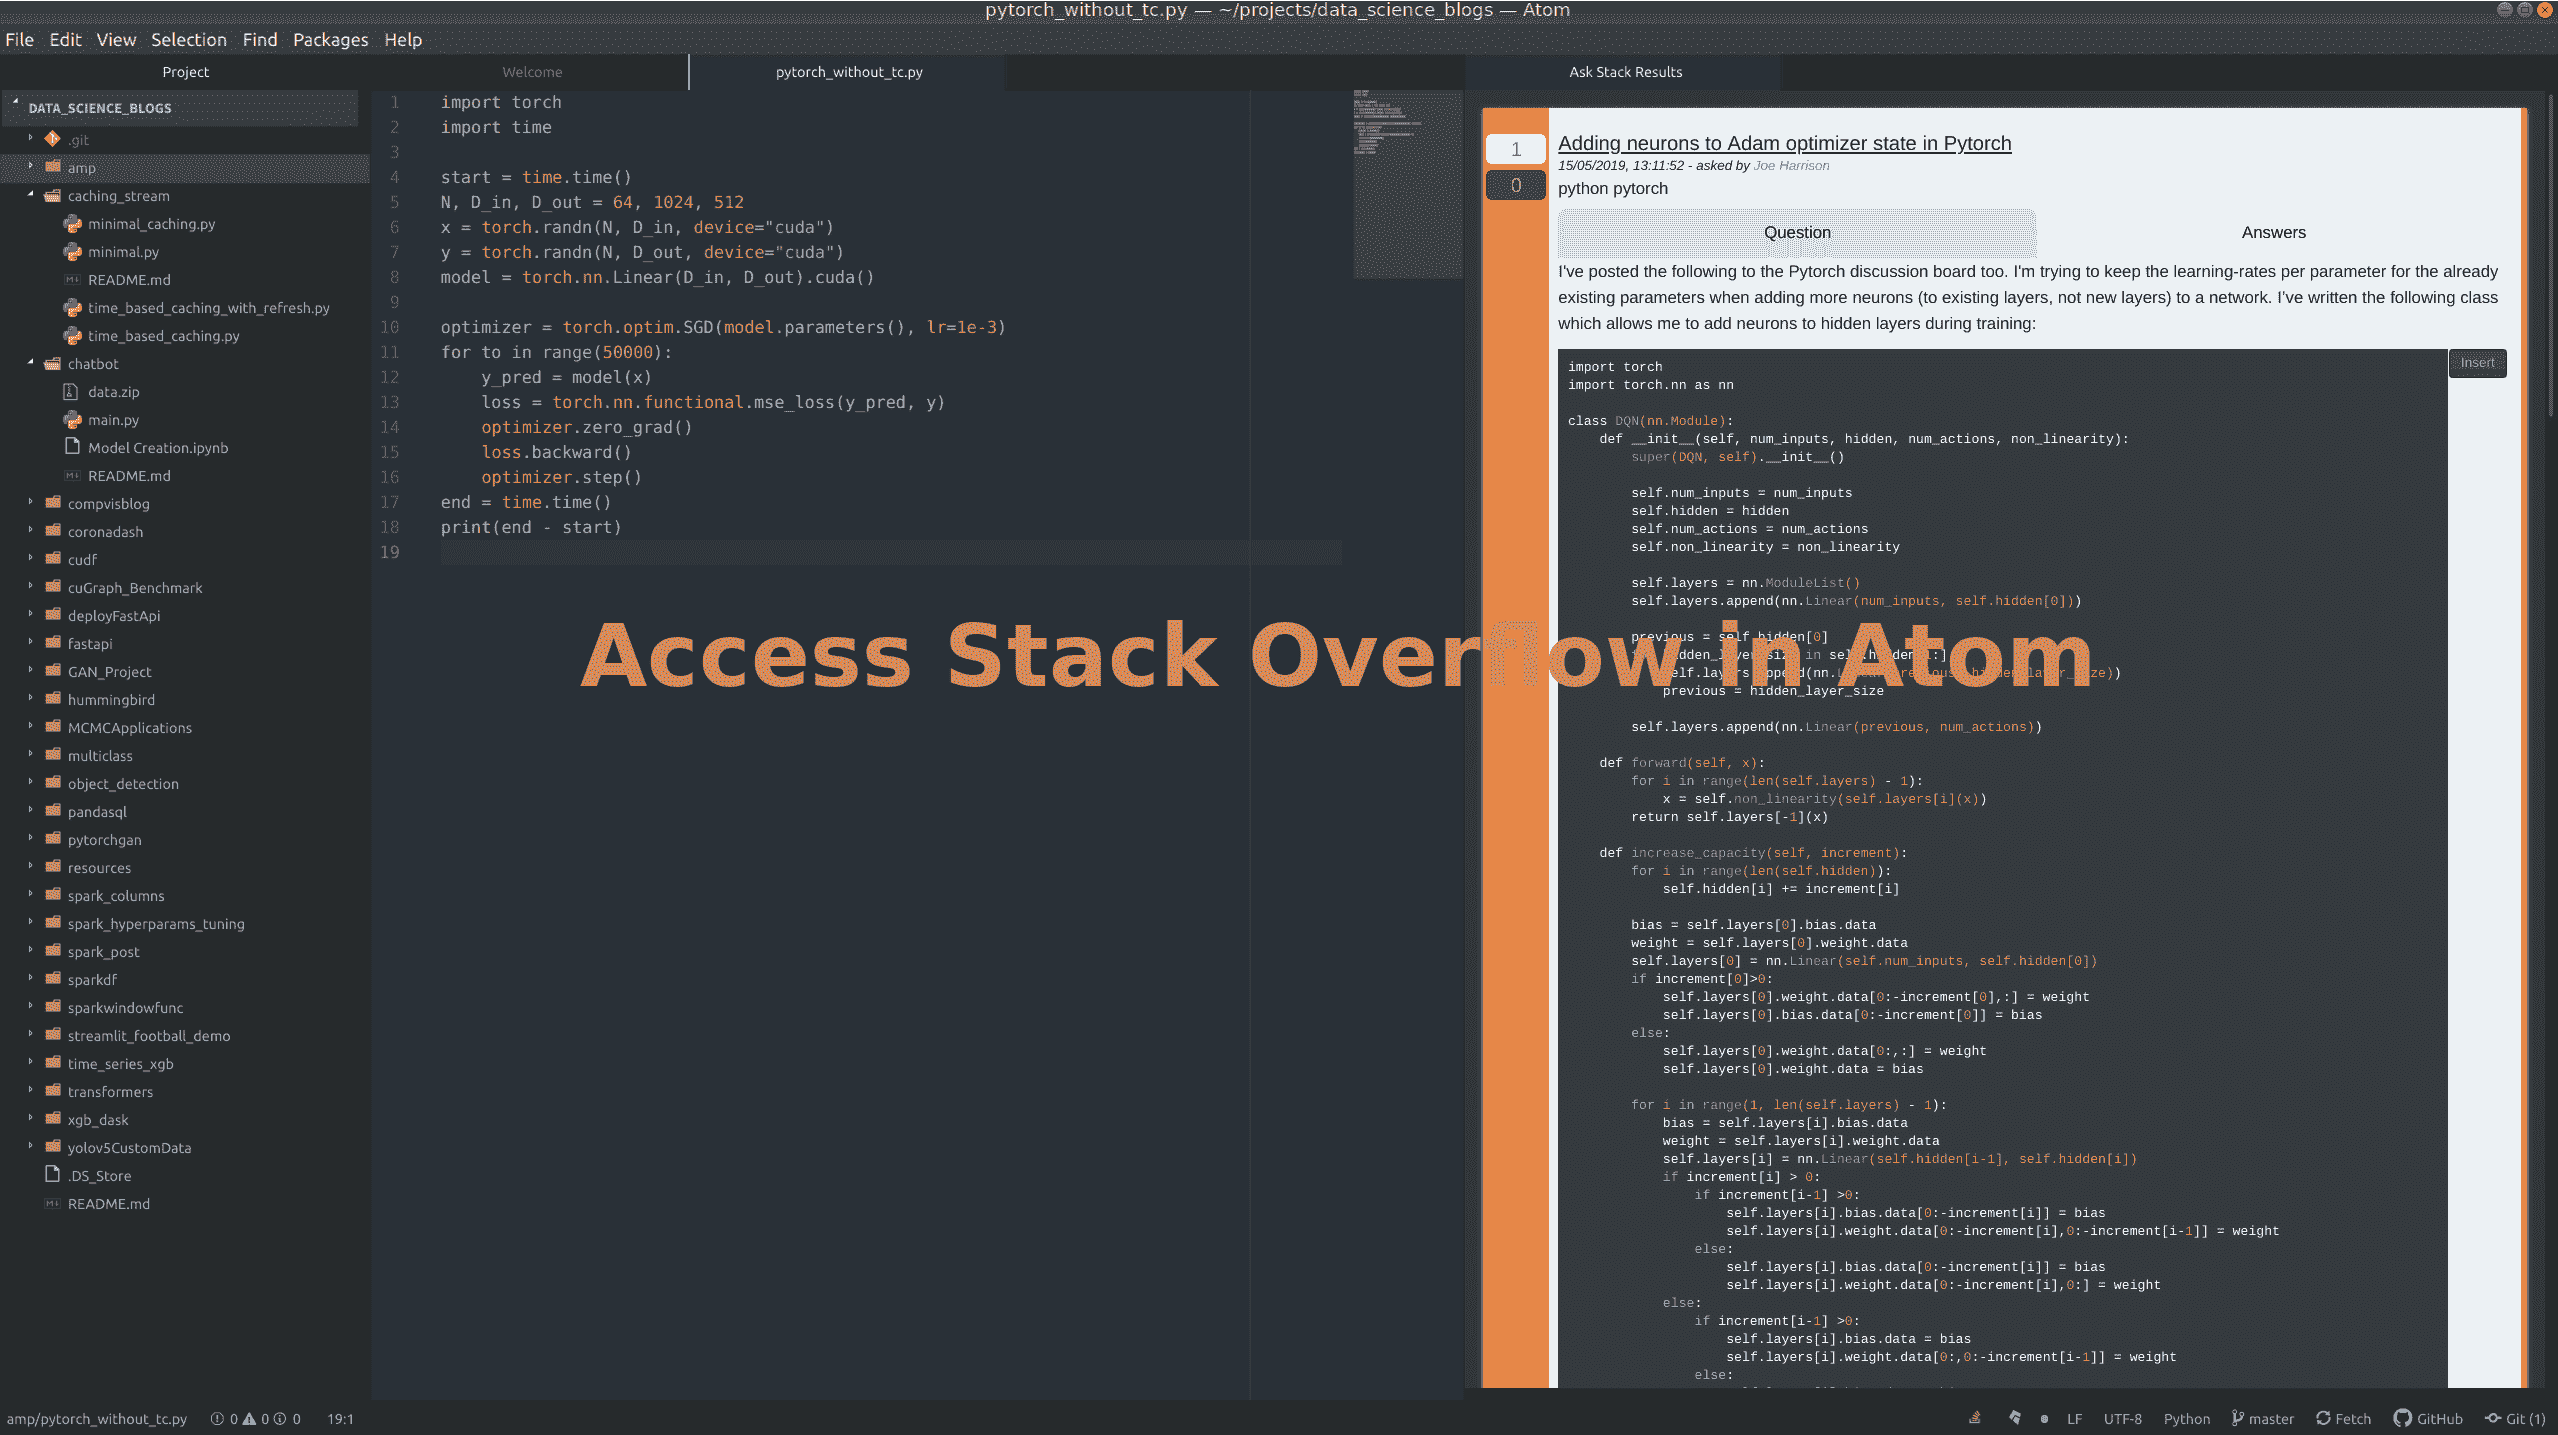 pytorch_without_tc.py — ~/projects/data_science_blogs — Atom
File Edit View Selection Find Packages Help
Project
DATA_SCIENCE_BLOGS
.git
amp
caching_stream
minimal_caching.py
minimal.py
README.md
time_based_caching_with_refresh.py
time_based_caching.py
chatbot
data.zip
main.py
Model Creation.ipynb
README.md
compvisblog
coronadash
cudf
cuGraph_Benchmark
deployFastApi
fastapi
GAN_Project
hummingbird
MCMCApplications
multiclass
object_detection
pandasql
pytorchgan
resources
spark_columns
spark_hyperparams_tuning
spark_post
sparkdf
sparkwindowfunc
streamlit_football_demo
time_series_xgb
transformers
xgb_dask
yolov5CustomData
.DS_Store
README.md
Welcome pytorch_without_tc.py
1 import torch
2 import time
3
4 start = time.time()
5 N, D_in, D_out = 64, 1024, 512
6 x = torch.randn(N, D_in, device="cuda")
7 y = torch.randn(N, D_out, device="cuda")
8 model = torch.nn.Linear(D_in, D_out).cuda()
9
10 optimizer = torch.optim.SGD(model.parameters(), lr=1e-3)
11 for to in range(50000):
12 y_pred = model(x)
13 loss = torch.nn.functional.mse_loss(y_pred, y)
14 optimizer.zero_grad()
15 loss.backward()
16 optimizer.step()
17 end = time.time()
18 print(end - start)
19
Access Stack Overflow in Atom
Ask Stack Results
1
0
Adding neurons to Adam optimizer state in Pytorch
15/05/2019, 13:11:52 - asked by Joe Harrison
python pytorch
Question Answers
I've posted the following to the Pytorch discussion board too. I'm trying to keep the learning-rates per parameter for the already
existing parameters when adding more neurons (to existing layers, not new layers) to a network. I've written the following class
which allows me to add neurons to hidden layers during training:
Insert
import torch
import torch.nn as nn
class DQN(nn.Module):
def __init__(self, num_inputs, hidden, num_actions, non_linearity):
super(DQN, self).__init__()
self.num_inputs = num_inputs
self.hidden = hidden
self.num_actions = num_actions
self.non_linearity = non_linearity
self.layers = nn.ModuleList()
self.layers.append(nn.Linear(num_inputs, self.hidden[0]))
previous = self.hidden[0]
in
previous = hidden_layer_size
self.layers.append(nn.Linear(previous, num_actions))
def forward(self, x):
for i in range(len(self.layers) - 1):
x = self.non_linearity(self.layers[i](x))
return self.layers[-1](x)
def increase_capacity(self, increment):
for i in range(len(self.hidden)):
self.hidden[i] += increment[i]
bias = self.layers[0].bias.data
weight = self.layers[0].weight.data
self.layers[0] = nn.Linear(self.num_inputs, self.hidden[0])
if increment[0]>0:
self.layers[0].weight.data[0:-increment[0],:] = weight
self.layers[0].bias.data[0:-increment[0]] = bias
else:
self.layers[0].weight.data[0:,:] = weight
self.layers[0].weight.data = bias
for i in range(1, len(self.layers) - 1):
bias = self.layers[i].bias.data
weight = self.layers[i].weight.data
self.layers[i] = nn.Linear(self.hidden[i-1], self.hidden[i])
if increment[i] > 0:
if increment[i-1] >0:
self.layers[i].bias.data[0:-increment[i]] = bias
self.layers[i].weight.data[0:-increment[i],0:-increment[i-1]] = weight
else:
self.layers[i].bias.data[0:-increment[i]] = bias
self.layers[i].weight.data[0:-increment[i],0:] = weight
else:
if increment[i-1] >0:
self.layers[i].bias.data = bias
self.layers[i].weight.data[0:,0:-increment[i-1]] = weight
else:
amp/pytorch_without_tc.py 0 0 0 19:1 LF UTF-8 Python master Fetch GitHub Git (1)